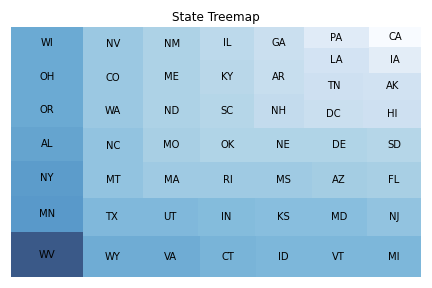 State Treemap
WI NV NM IL GA PA CA
LA IA
OH CO ME KY AR TN AK
OR WA ND SC NH DC HI
AL NC MO OK NE DE SD
NY MT MA RI MS AZ FL
MN TX UT IN KS MD NJ
WV WY VA CT ID VT MI